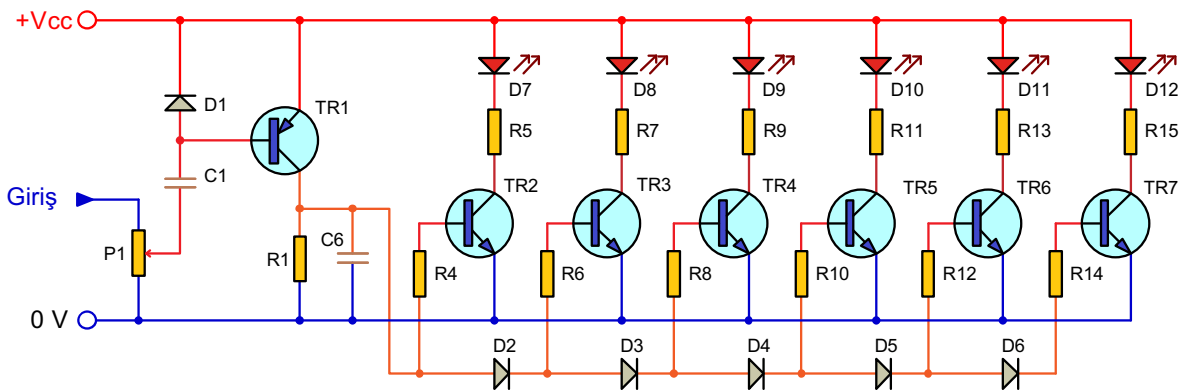 +Vcc
D1
TR1
C1
Giriş
P1
R1
C6
0 V
D7
D8
D9
D10
D11
D12
R5
R7
R9
R11
R13
R15
TR2
TR3
TR4
TR5
TR6
TR7
R4
R6
R8
R10
R12
R14
D2
D3
D4
D5
D6